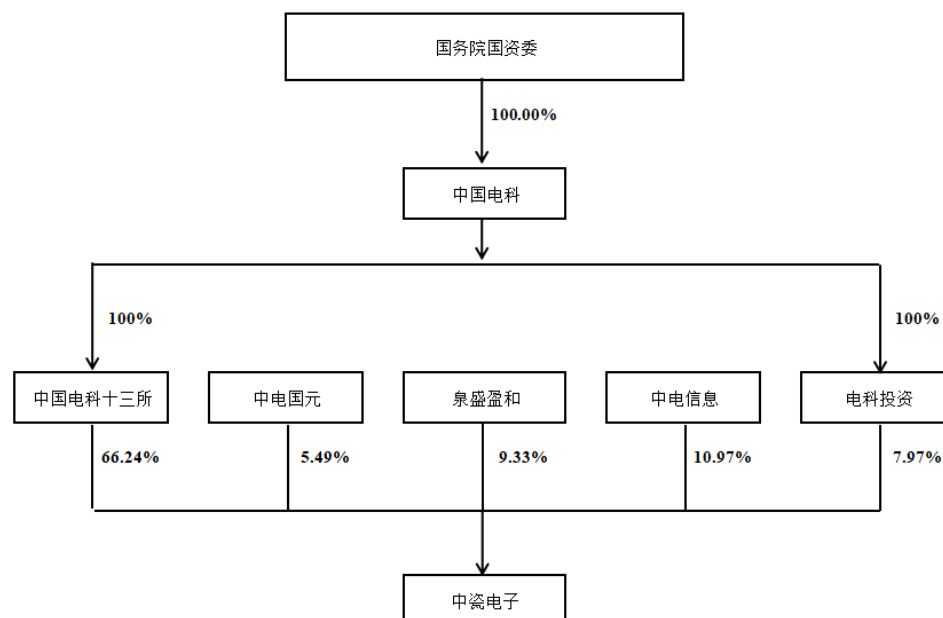 国务院国资委
100.00%
中国电科
100%
100%
中国电科十三所
中电国元
泉盛盈和
中电信息
电科投资
66.24%
5.49%
9.33%
10.97%
7.97%
中瓷电子